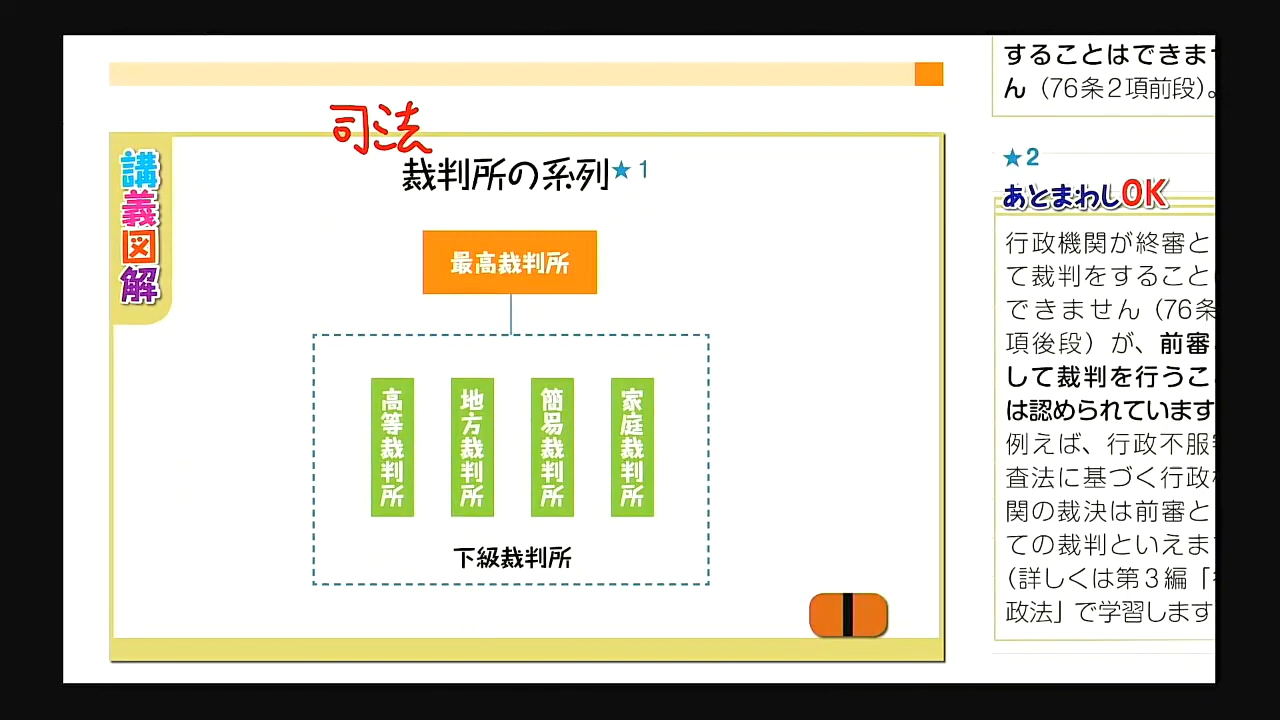 することはできませ
ん（76条２項前段）。
司法
講義図解
裁判所の系列★1
最高裁判所
高等裁判所
地方裁判所
簡易裁判所
家庭裁判所
下級裁判所
★2
あとまわしOK
行政機関が終審と
て裁判をすること
できません（76条
項後段）が、前審
して裁判を行うこ
は認められています
例えば、行政不服
査法に基づく行政
関の裁決は前審と
ての裁判といえま
（詳しくは第３編「
政法」で学習します